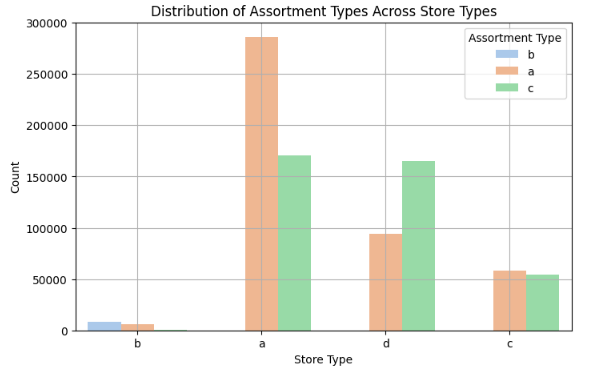 Distribution of Assortment Types Across Store Types
300000
250000
200000
150000
100000
50000
0
Count
Assortment Type
b
a
c
b a d c
Store Type